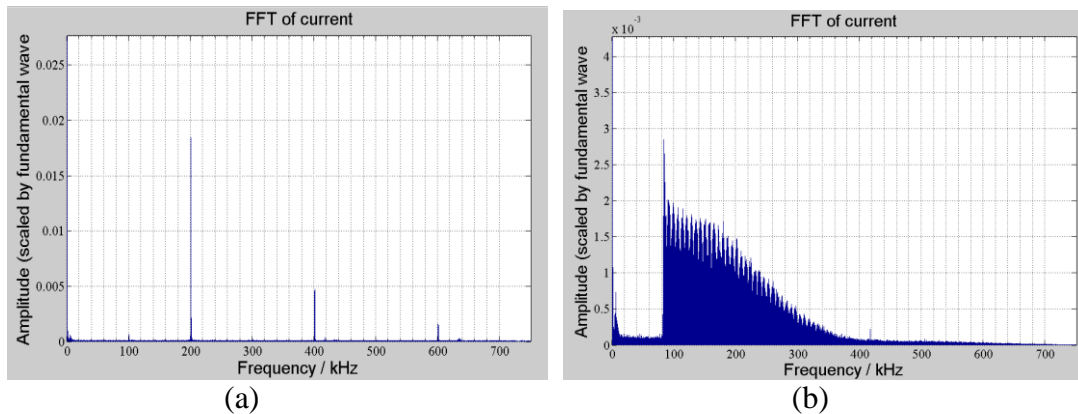 FFT of current
0.025
0.02
0.015
0.01
0.005
0
Amplitude (scaled by fundamental wave
0 100 200 300 400 500 600 700
Frequency / kHz
(a)
FFT of current
x 10⁻³
4
3.5
3
2.5
2
1.5
1
0.5
0
Amplitude (scaled by fundamental wave
0 100 200 300 400 500 600 700
Frequency / kHz
(b)